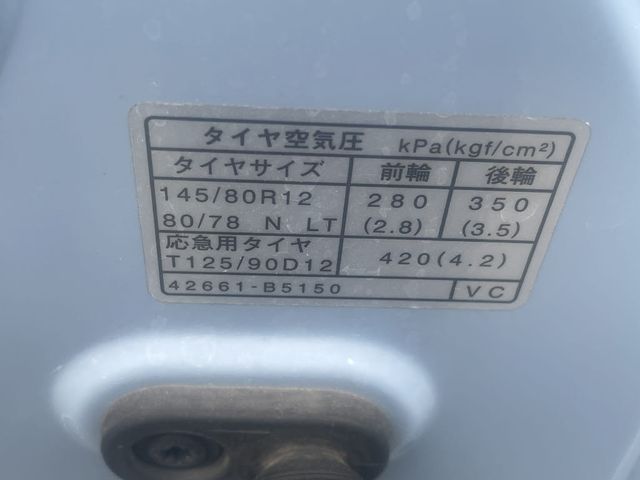 タイヤ空気圧 kPa(kgf/cm²)
タイヤサイズ 前輪 後輪
145/80R12 280 350
80/78 N LT (2.8) (3.5)
応急用タイヤ
T125/90D12 420(4.2)
42661-B5150 VC